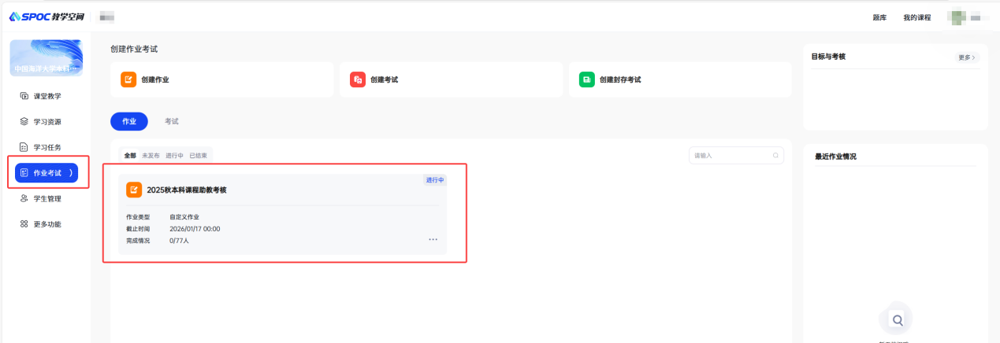 SPOC 教学空间
题库 我的课程
中国海洋大学本科...
课堂教学
学习资源
学习任务
作业考试
学生管理
更多功能
创建作业考试
创建作业 创建考试 创建封存考试
作业 考试
全部 未发布 进行中 已结束
请输入
进行中
2025秋本科课程助教考核
作业类型 自定义作业
截止时间 2026/01/17 00:00
完成情况 0/77人
目标与考核 更多
最近作业情况